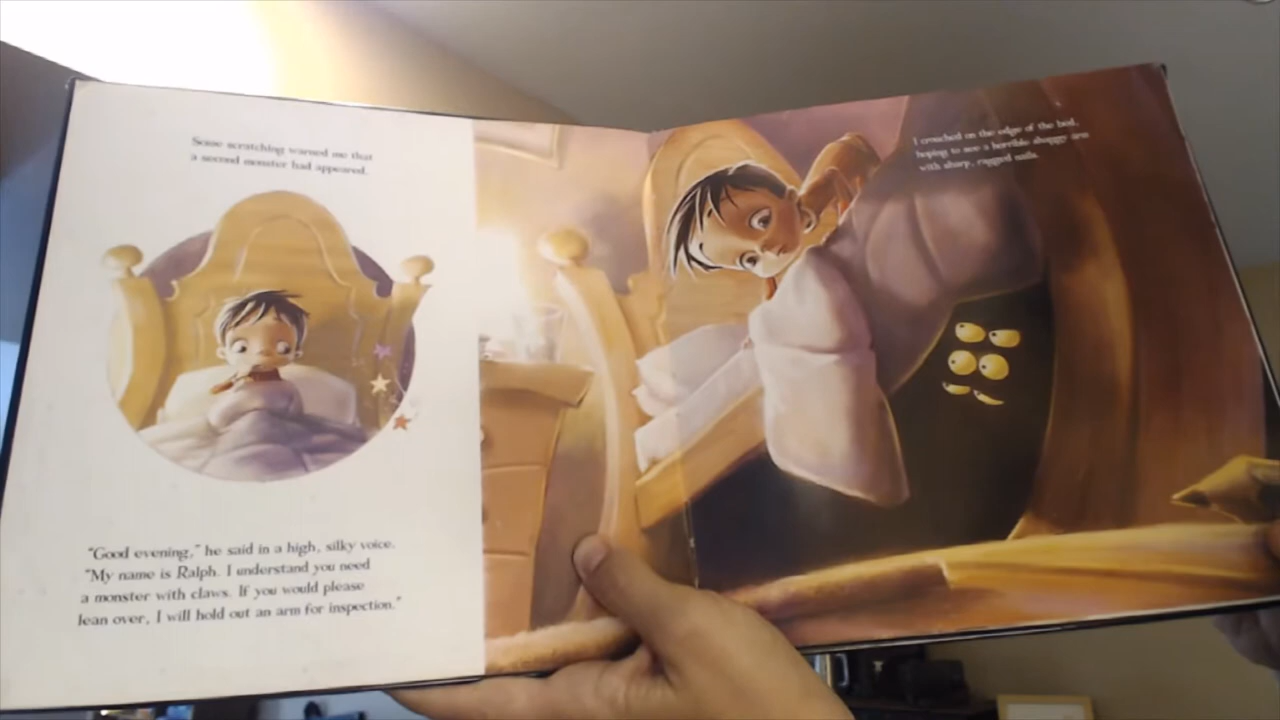 Some scratching warned me that
a second monster had appeared.
"Good evening," he said in a high, silky voice.
"My name is Ralph. I understand you need
a monster with claws. If you would please
lean over, I will hold out an arm for inspection."
I crouched on the edge of the bed,
hoping to see a horrible shaggy arm
with sharp, ragged nails.